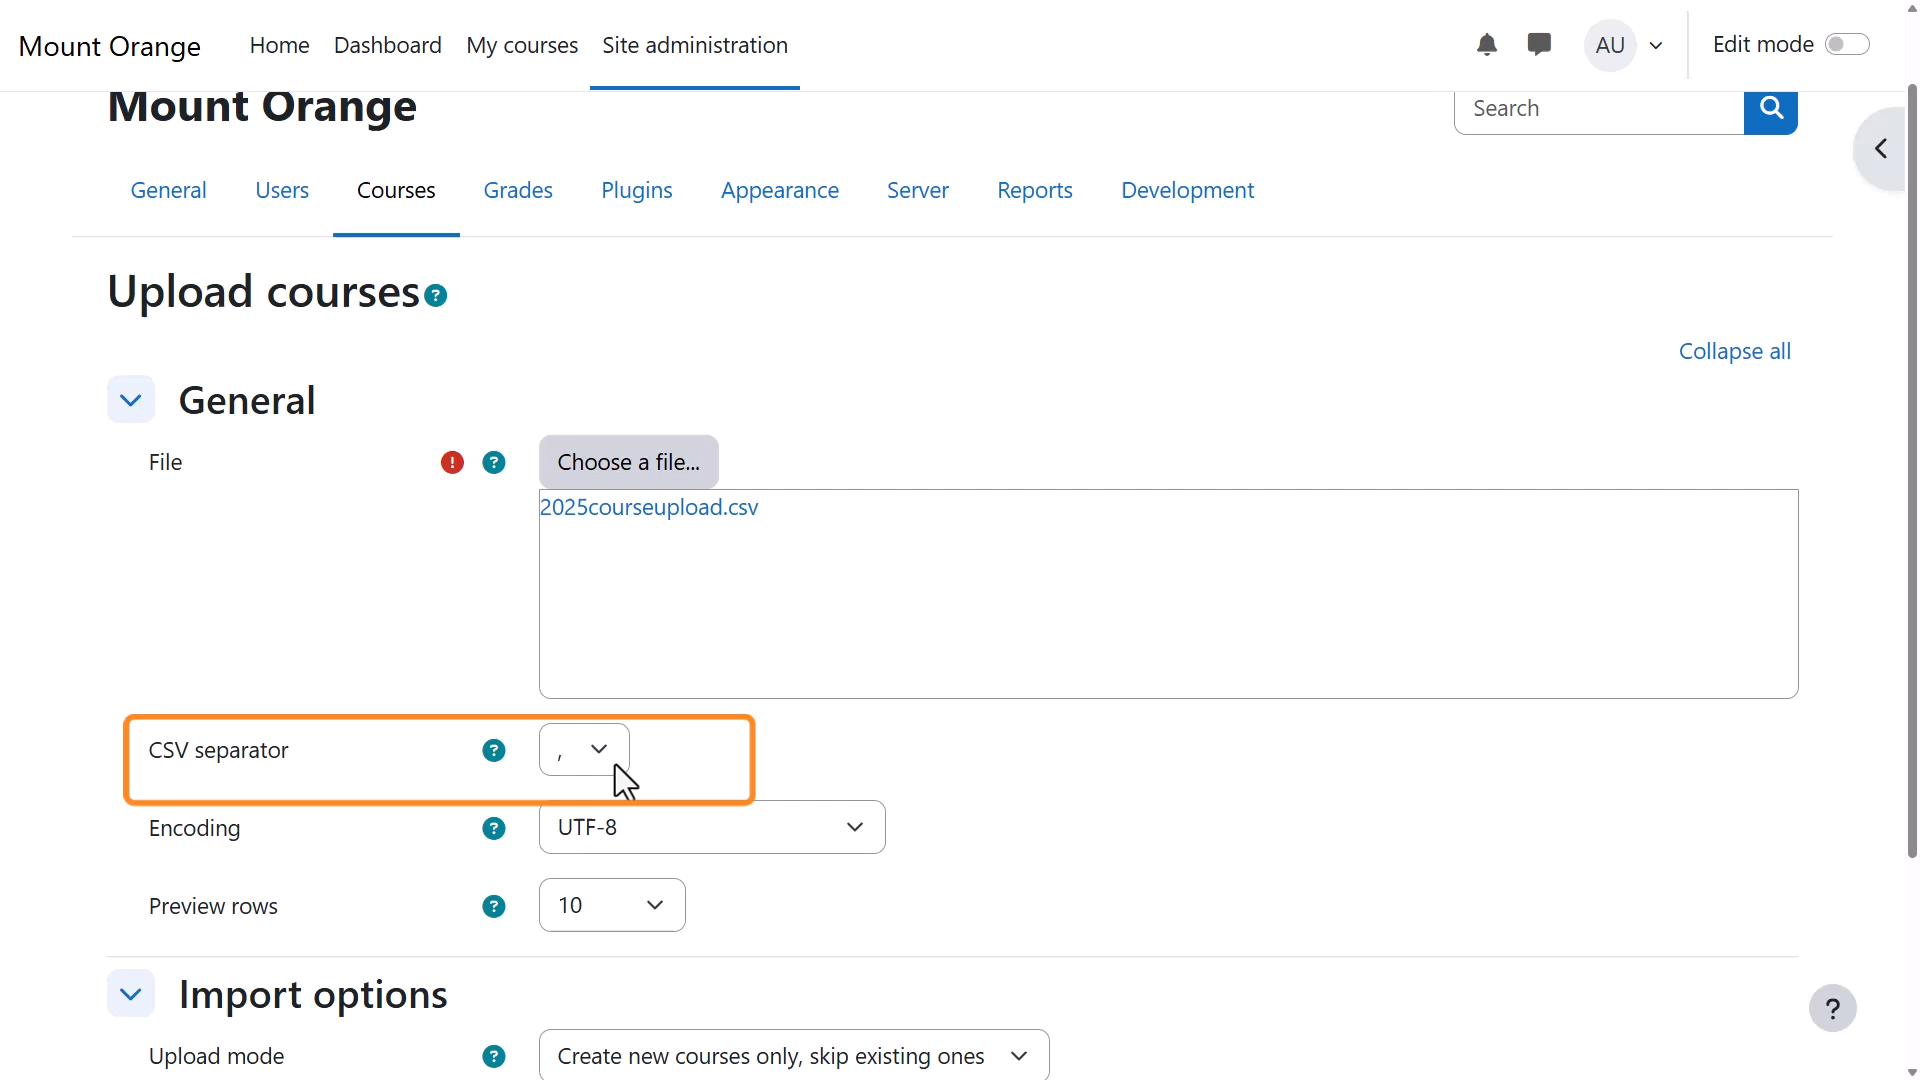 Mount Orange Home Dashboard My courses Site administration AU Edit mode
Mount Orange Search
General Users Courses Grades Plugins Appearance Server Reports Development
Upload courses ?
Collapse all
General
File ! ? Choose a file...
2025courseupload.csv
CSV separator ? ,
Encoding ? UTF-8
Preview rows ? 10
Import options
?
Upload mode ? Create new courses only, skip existing ones